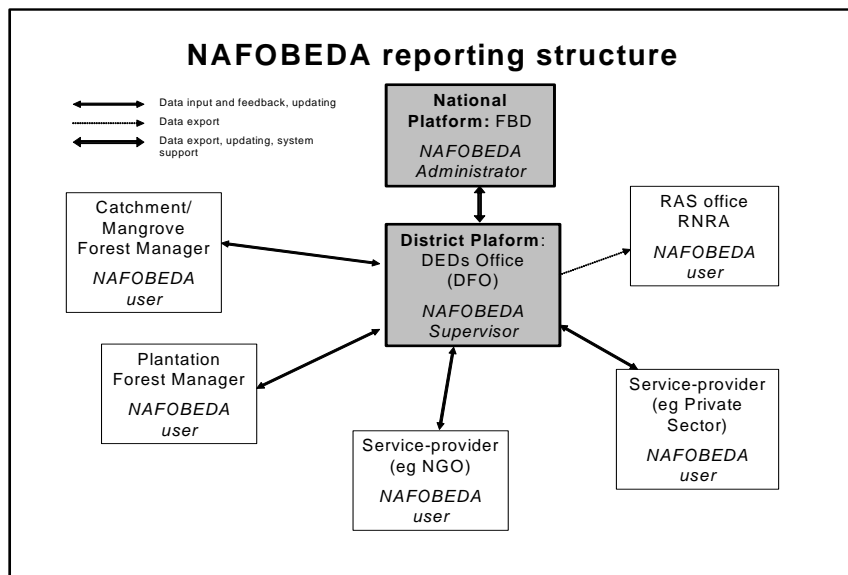 NAFOBEDA reporting structure
Data input and feedback, updating
Data export
Data export, updating, system
support
National
Platform: FBD
NAFOBEDA
Administrator
Catchment/
Mangrove
Forest Manager
NAFOBEDA
user
District Plaform:
DEDs Office
(DFO)
NAFOBEDA
Supervisor
RAS office
RNRA
NAFOBEDA
user
Plantation
Forest Manager
NAFOBEDA
user
Service-provider
(eg NGO)
NAFOBEDA
user
Service-provider
(eg Private
Sector)
NAFOBEDA
user